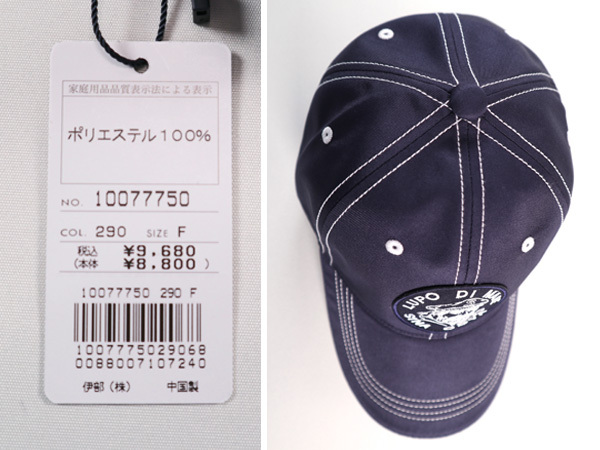 家庭用品品質表示法による表示
ポリエステル100%
NO. 10077750
COL. 290 SIZE F
税込 ¥9,680
(本体 ¥8,800)
10077750 290 F
1007775029068
0088007107240
伊部(株) 中国製
LUPO DI